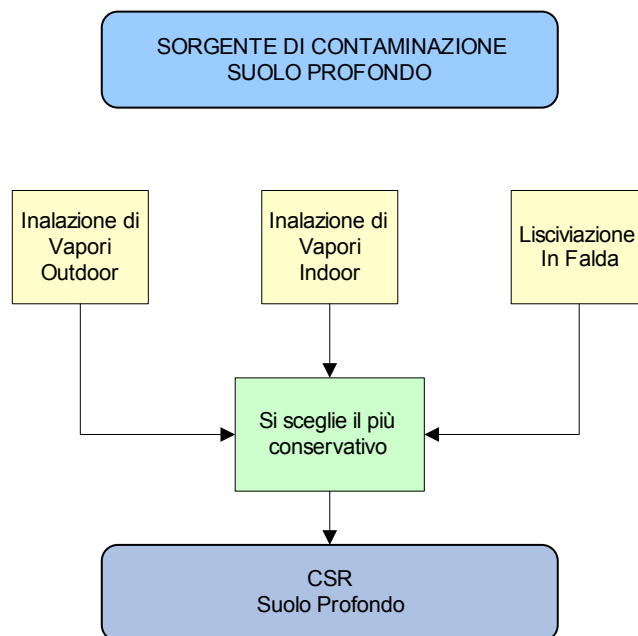 SORGENTE DI CONTAMINAZIONE
SUOLO PROFONDO
Inalazione di
Vapori
Outdoor
Inalazione di
Vapori
Indoor
Lisciviazione
In Falda
Si sceglie il più
conservativo
CSR
Suolo Profondo